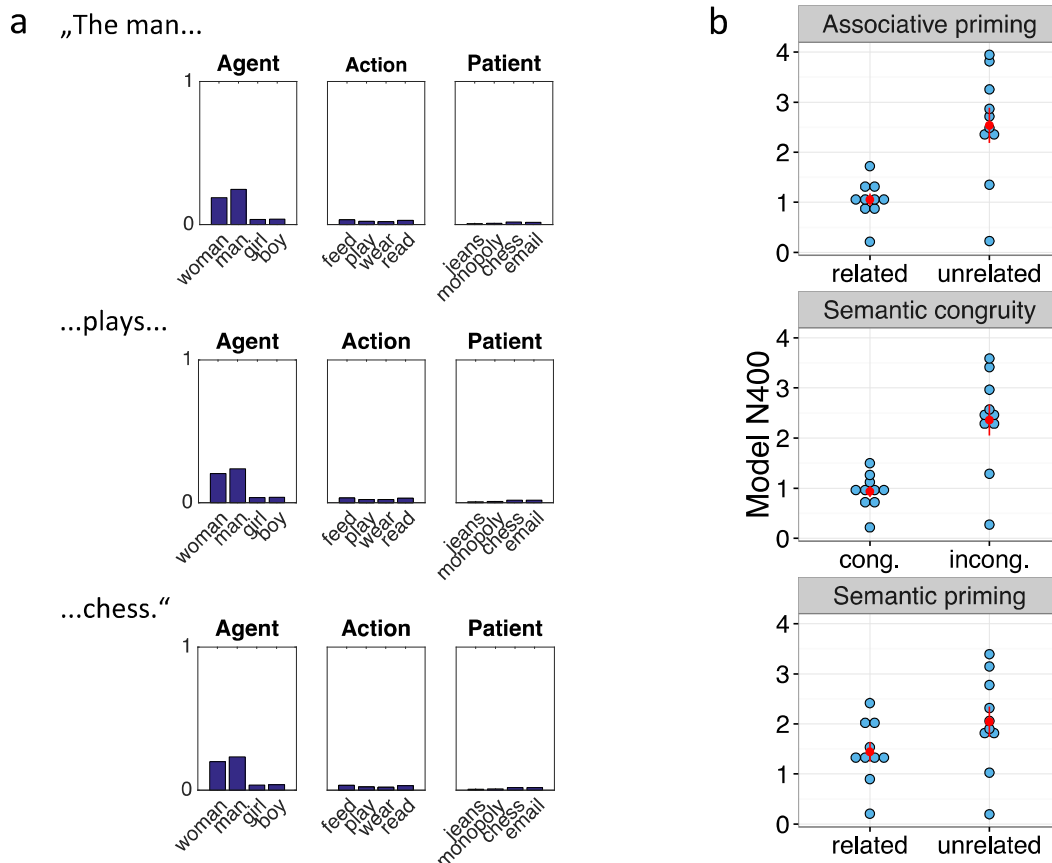 a
„The man...
Agent
Action
Patient
1
0
woman
man
girl
boy
feed
play
wear
read
jeans
monopoly
chess
email
...plays...
Agent
Action
Patient
1
0
woman
man
girl
boy
feed
play
wear
read
jeans
monopoly
chess
email
...chess.“
Agent
Action
Patient
1
0
woman
man
girl
boy
feed
play
wear
read
jeans
monopoly
chess
email
b
Model N400
Associative priming
4
3
2
1
0
related unrelated
Semantic congruity
4
3
2
1
0
cong. incong.
Semantic priming
4
3
2
1
0
related unrelated